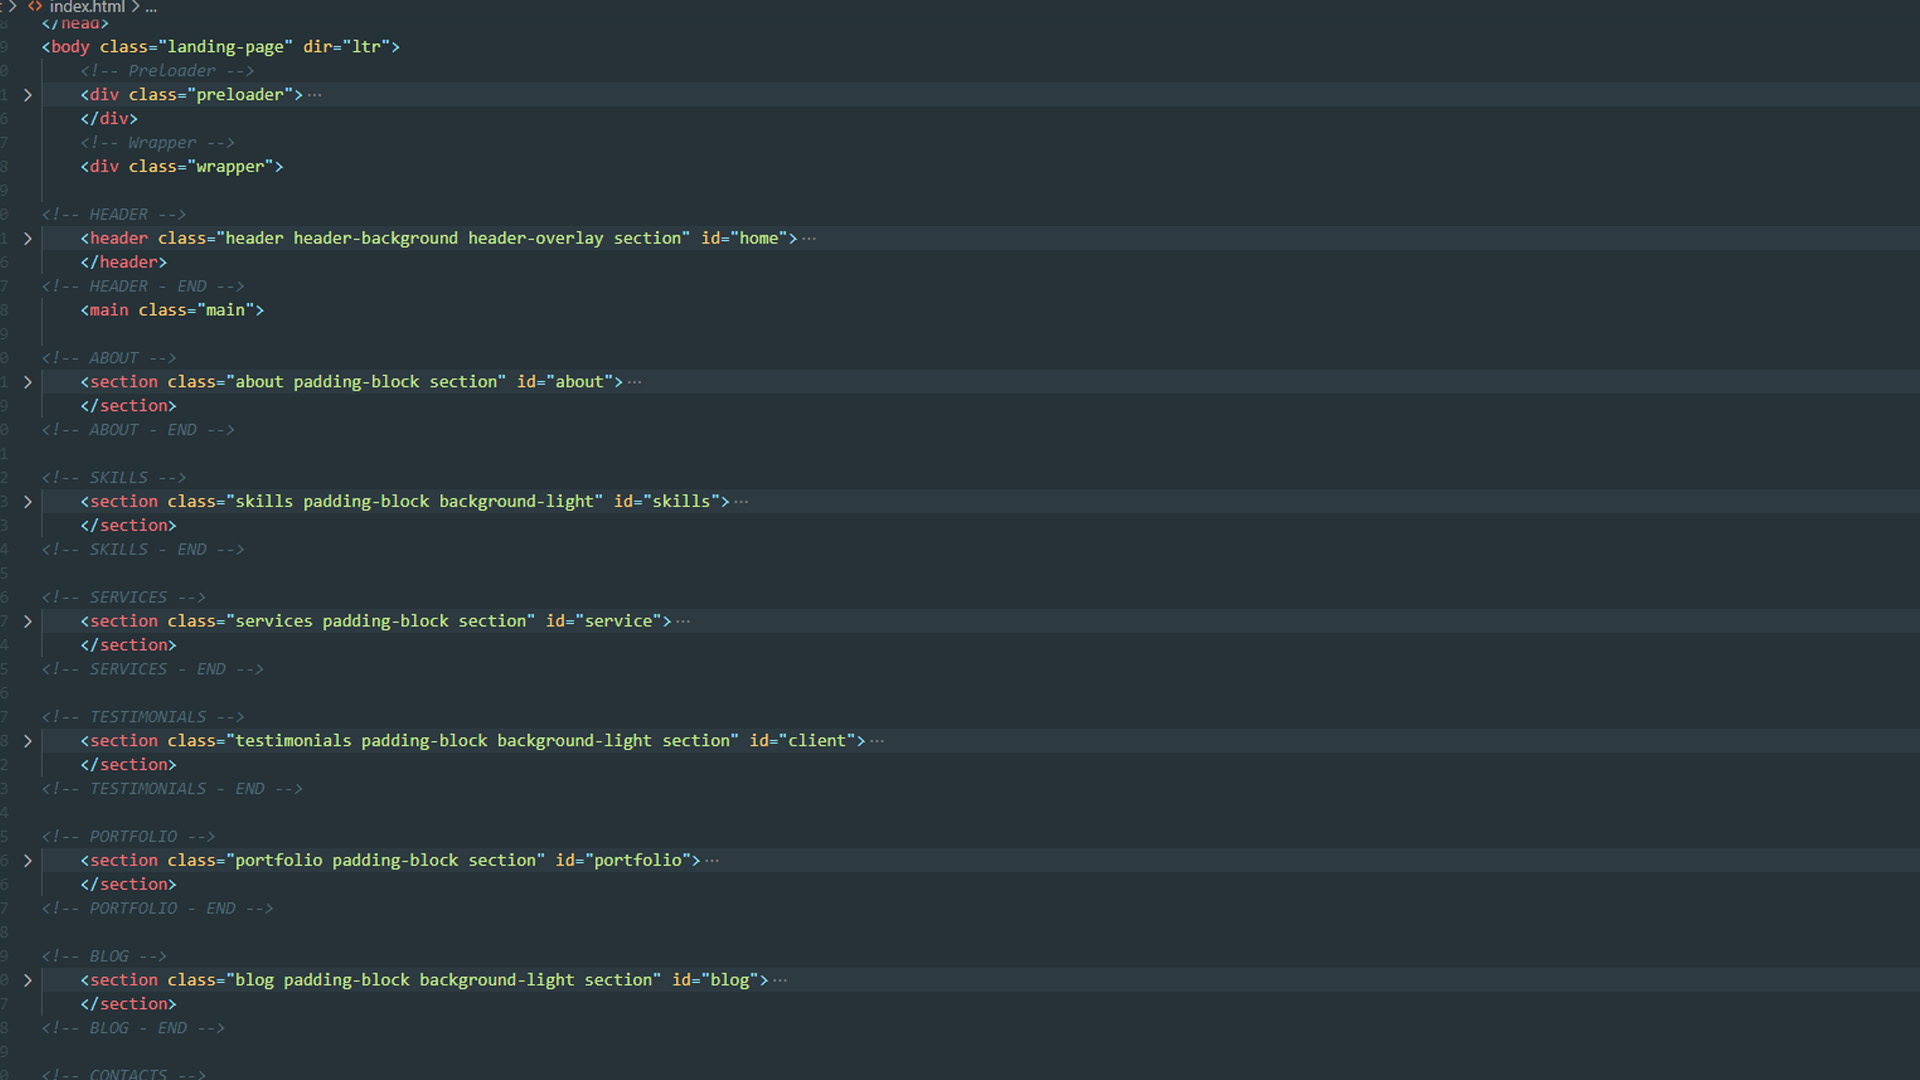 index.html > ...
</head>
<body class="landing-page" dir="ltr">
<!-- Preloader -->
<div class="preloader"> ···
</div>
<!-- Wrapper -->
<div class="wrapper">
<!-- HEADER -->
<header class="header header-background header-overlay section" id="home"> ···
</header>
<!-- HEADER - END -->
<main class="main">
<!-- ABOUT -->
<section class="about padding-block section" id="about"> ···
</section>
<!-- ABOUT - END -->
<!-- SKILLS -->
<section class="skills padding-block background-light" id="skills"> ···
</section>
<!-- SKILLS - END -->
<!-- SERVICES -->
<section class="services padding-block section" id="service"> ···
</section>
<!-- SERVICES - END -->
<!-- TESTIMONIALS -->
<section class="testimonials padding-block background-light section" id="client"> ···
</section>
<!-- TESTIMONIALS - END -->
<!-- PORTFOLIO -->
<section class="portfolio padding-block section" id="portfolio"> ···
</section>
<!-- PORTFOLIO - END -->
<!-- BLOG -->
<section class="blog padding-block background-light section" id="blog"> ···
</section>
<!-- BLOG - END -->
<!-- CONTACTS -->